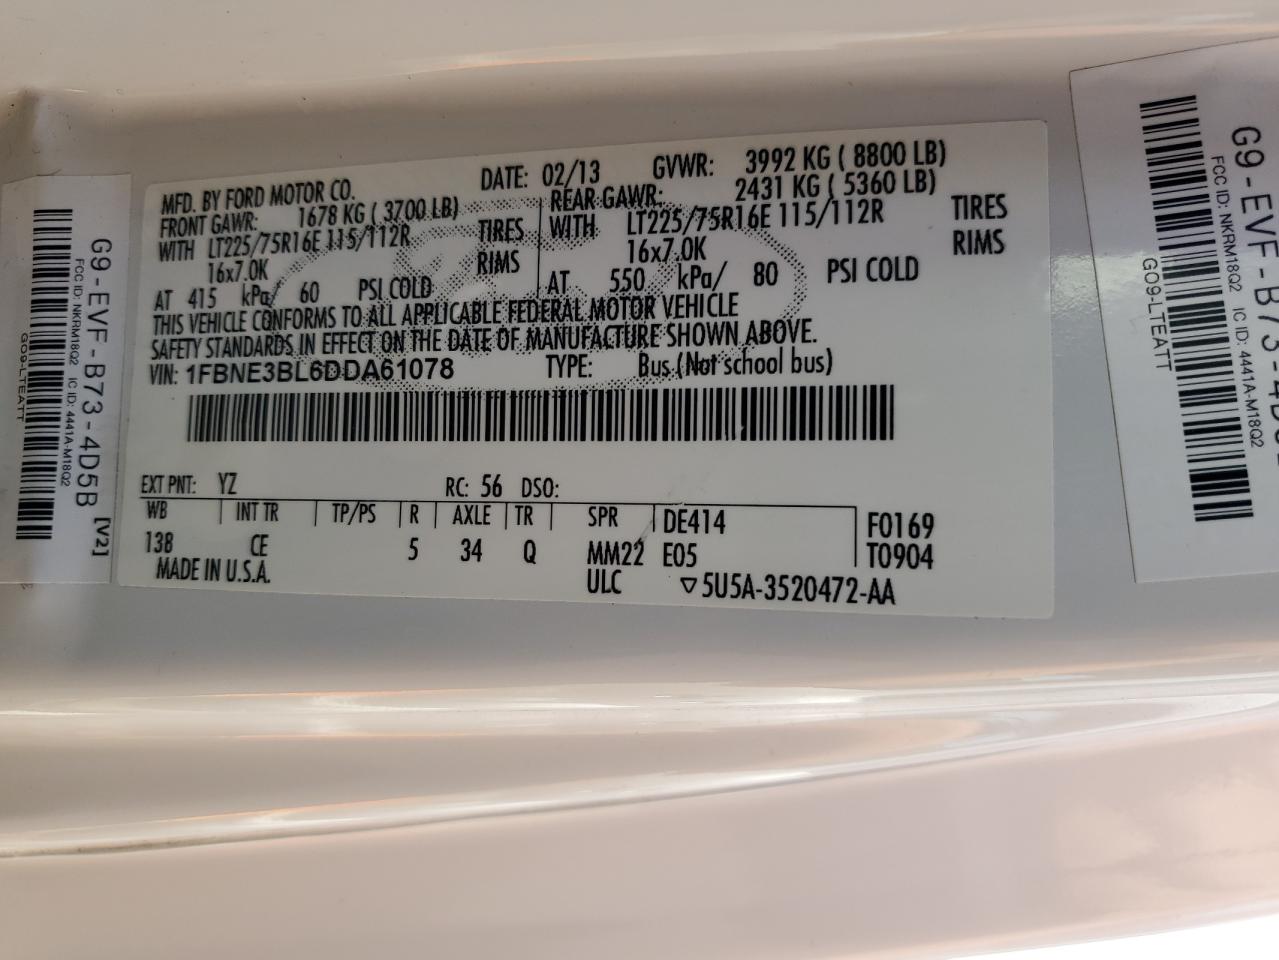 MFD. BY FORD MOTOR CO.
DATE: 02/13
GVWR: 3992 KG ( 8800 LB)
FRONT GAWR: 1678 KG ( 3700 LB)
WITH LT225/75R16E 115/112R TIRES
16x7.0K RIMS
AT 415 kPa/ 60 PSI COLD
REAR GAWR: 2431 KG ( 5360 LB)
WITH LT225/75R16E 115/112R TIRES
16x7.0K RIMS
AT 550 kPa/ 80 PSI COLD
THIS VEHICLE CONFORMS TO ALL APPLICABLE FEDERAL MOTOR VEHICLE
SAFETY STANDARDS IN EFFECT ON THE DATE OF MANUFACTURE SHOWN ABOVE.
VIN: 1FBNE3BL6DDA61078 TYPE: Bus (Not school bus)
EXT PNT: YZ RC: 56 DSO:
WB INT TR TP/PS R AXLE TR SPR DE414 F0169
138 CE 5 34 Q MM22 E05 T0904
MADE IN U.S.A. ULC ▽5U5A-3520472-AA
G9-EVF-B73-4D5B [V2]
FCC ID: NKRM18Q2 IC ID: 4441A-M18Q2
GO9-LTEATT
G9-EVF-B73-
FCC ID: NKRM18Q2 IC ID: 4441A-M18Q2
GO9-LTEATT